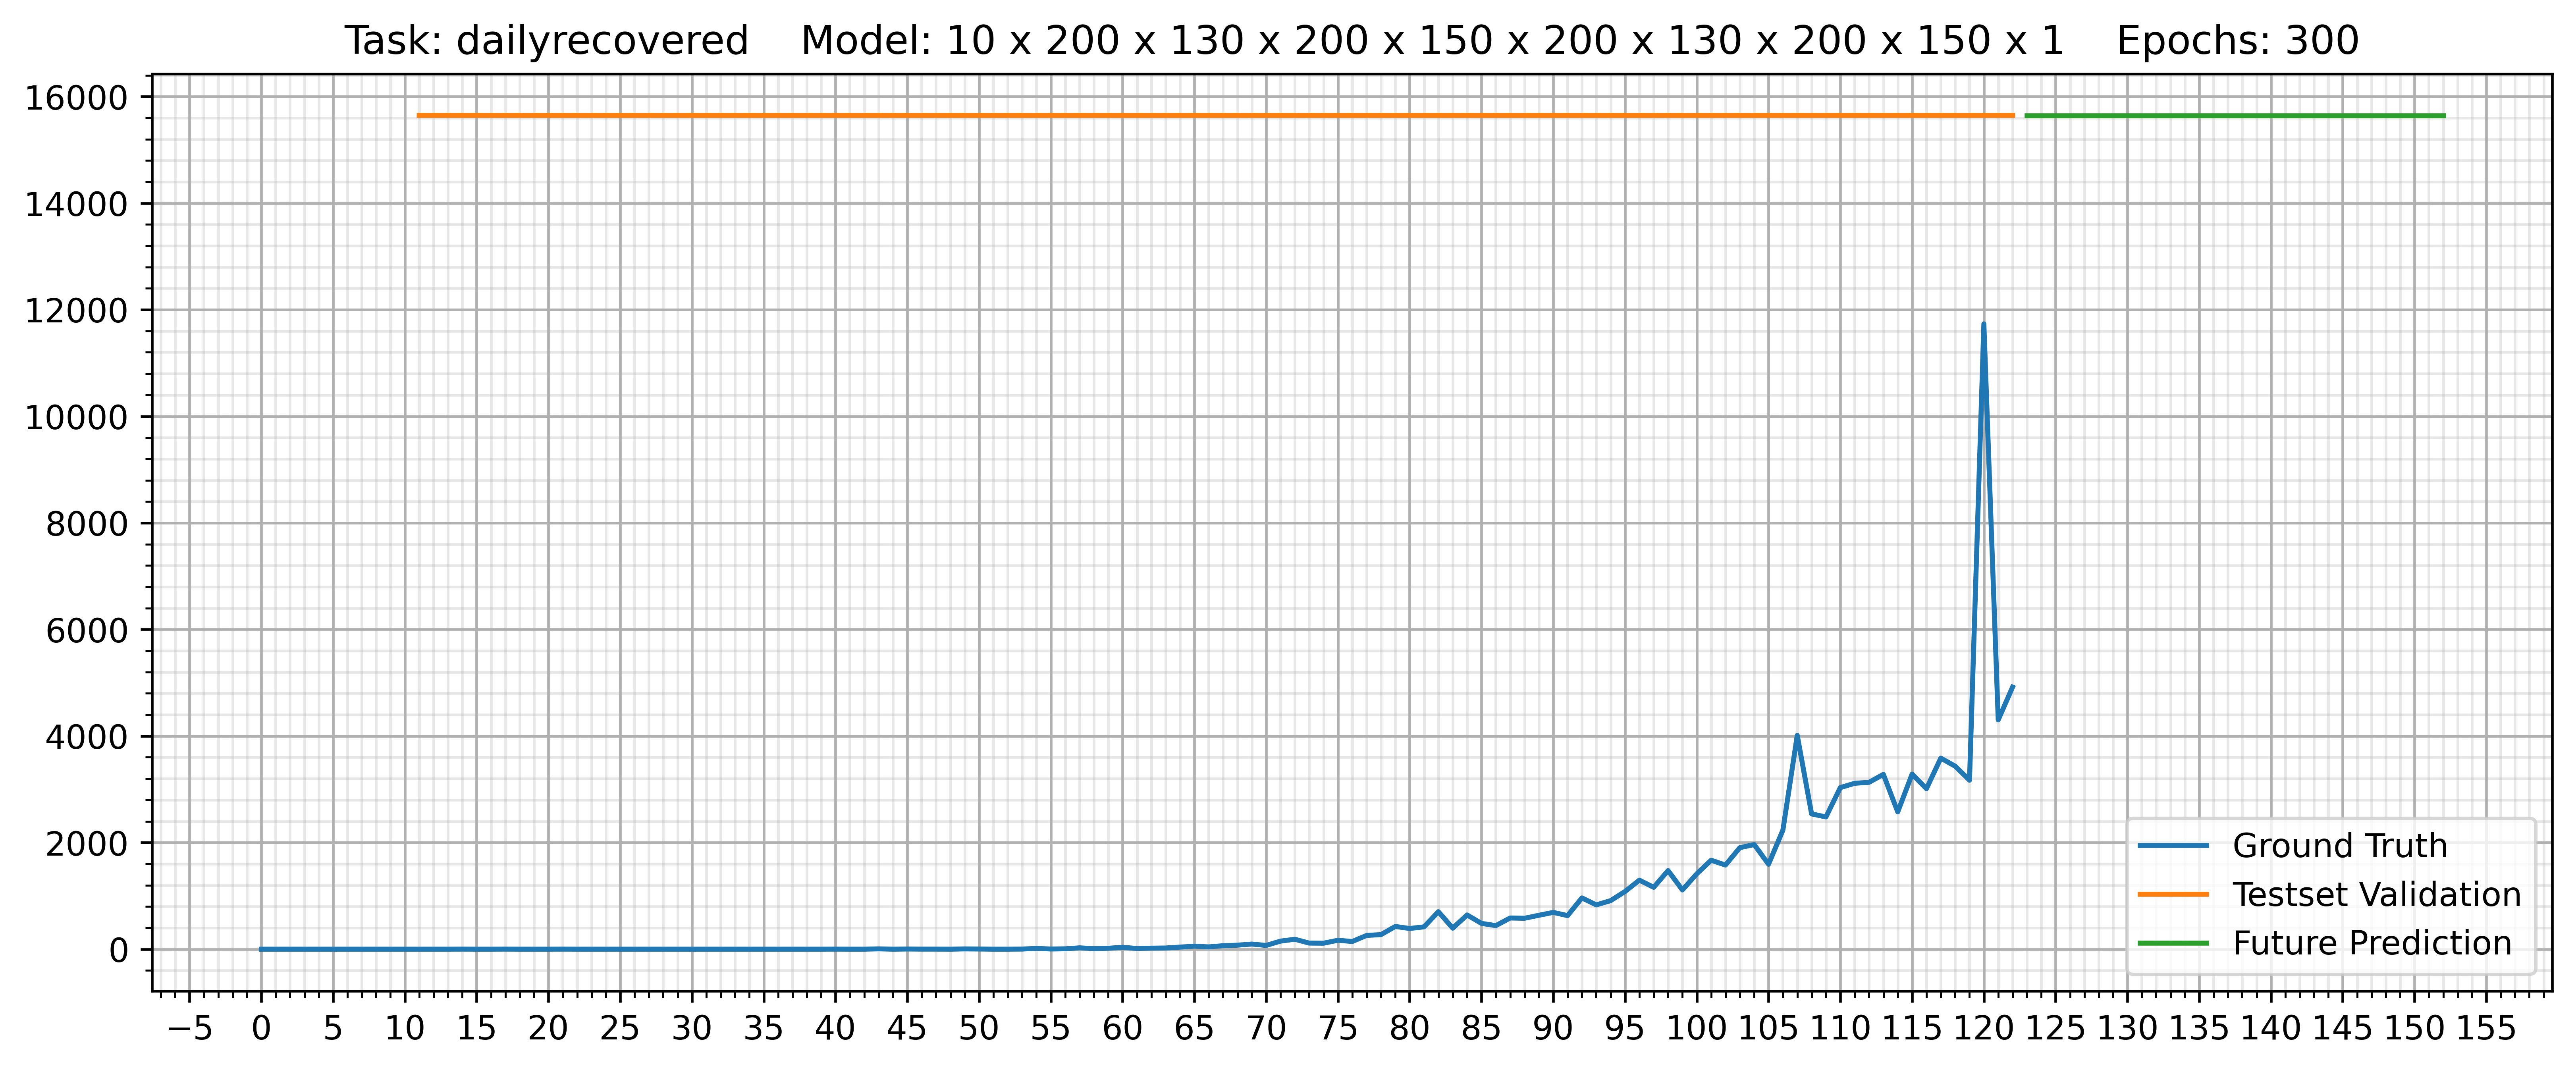 Task: dailyrecovered    Model: 10 x 200 x 130 x 200 x 150 x 200 x 130 x 200 x 150 x 1    Epochs: 300
16000
14000
12000
10000
8000
6000
4000
2000
0
Ground Truth
Testset Validation
Future Prediction
−5 0 5 10 15 20 25 30 35 40 45 50 55 60 65 70 75 80 85 90 95 100 105 110 115 120 125 130 135 140 145 150 155